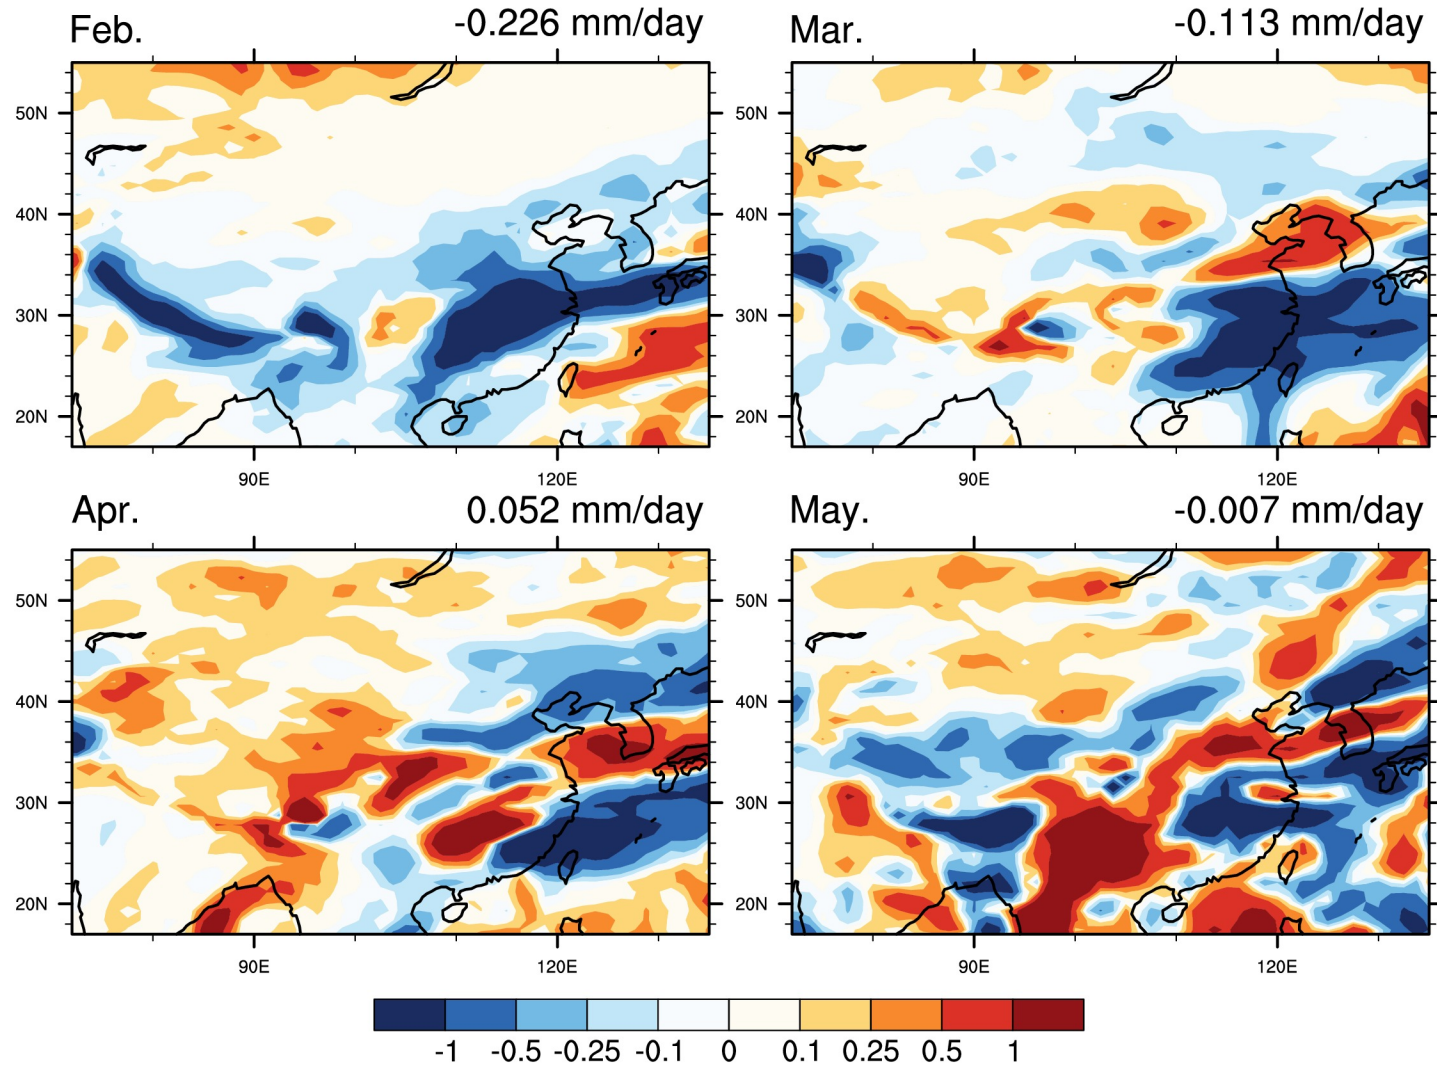 Feb. -0.226 mm/day
Mar. -0.113 mm/day
50N
40N
30N
20N
90E 120E
50N
40N
30N
20N
90E 120E
Apr. 0.052 mm/day
May. -0.007 mm/day
50N
40N
30N
20N
90E 120E
50N
40N
30N
20N
90E 120E
-1 -0.5 -0.25 -0.1 0 0.1 0.25 0.5 1